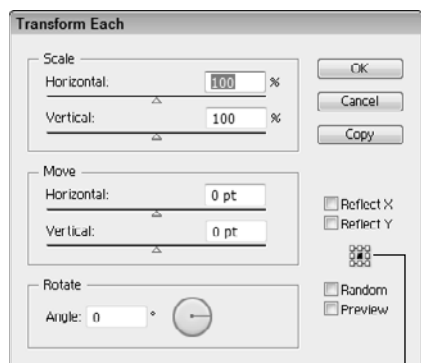 Transform Each
Scale
Horizontal: 100 %
Vertical: 100 %
OK
Cancel
Copy
Move
Horizontal: 0 pt
Vertical: 0 pt
Reflect X
Reflect Y
Rotate
Angle: 0 °
Random
Preview